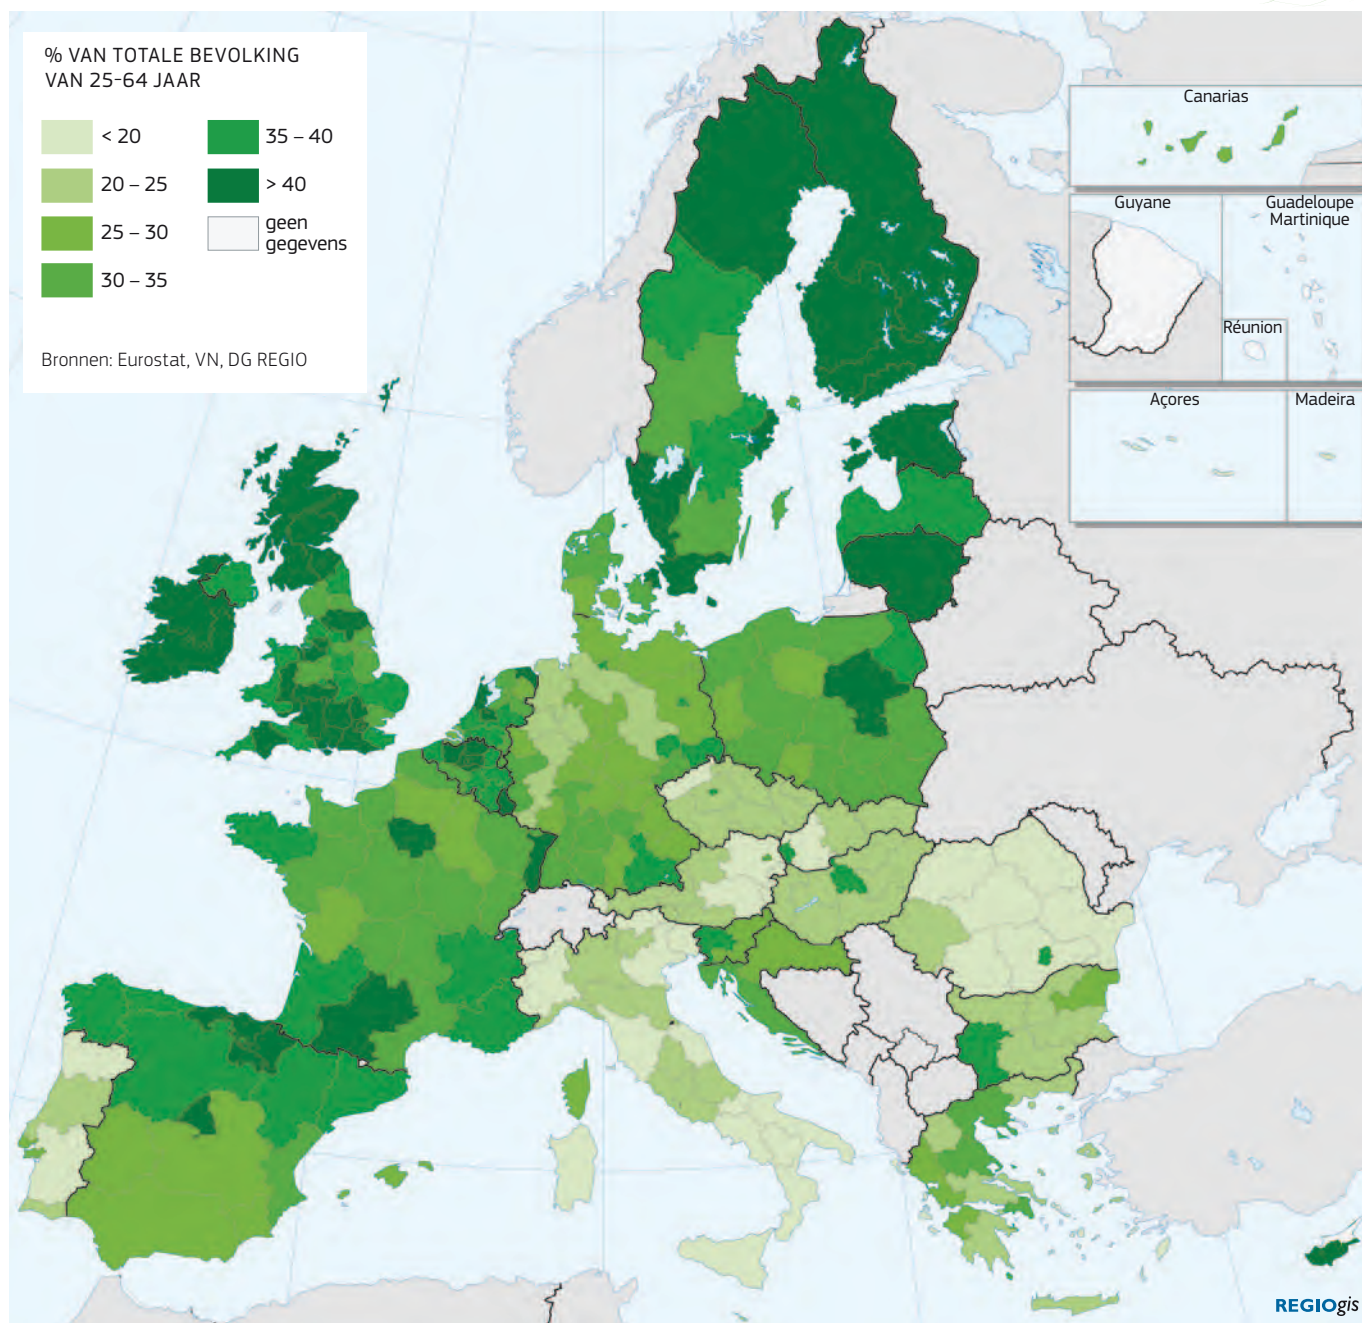 % VAN TOTALE BEVOLKING
VAN 25-64 JAAR
< 20
20 – 25
25 – 30
30 – 35
35 – 40
> 40
geen
gegevens
Bronnen: Eurostat, VN, DG REGIO
Canarias
Guyane
Guadeloupe
Martinique
Réunion
Açores
Madeira
REGIOgis